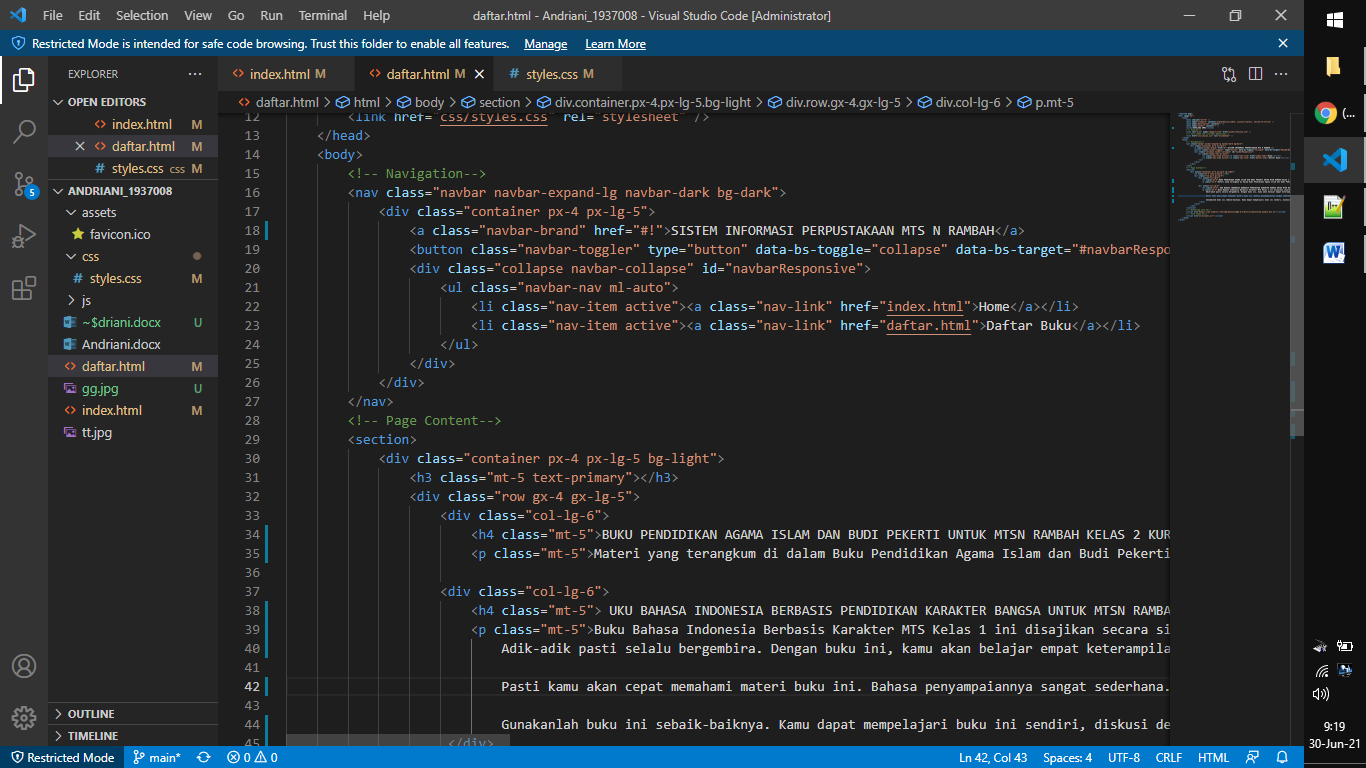 File Edit Selection View Go Run Terminal Help daftar.html - Andriani_1937008 - Visual Studio Code [Administrator]
Restricted Mode is intended for safe code browsing. Trust this folder to enable all features. Manage Learn More
EXPLORER
OPEN EDITORS
index.html M
daftar.html M
styles.css css M
ANDRIANI_1937008
assets
favicon.ico
css
styles.css M
js
~$driani.docx U
Andriani.docx
daftar.html M
gg.jpg U
index.html M
tt.jpg
OUTLINE
TIMELINE
5
index.html M daftar.html M styles.css M
daftar.html > html > body > section > div.container.px-4.px-lg-5.bg-light > div.row.gx-4.gx-lg-5 > div.col-lg-6 > p.mt-5
12 <link href="css/styles.css" rel="stylesheet" />
13 </head>
14 <body>
15 <!-- Navigation-->
16 <nav class="navbar navbar-expand-lg navbar-dark bg-dark">
17 <div class="container px-4 px-lg-5">
18 <a class="navbar-brand" href="#!">SISTEM INFORMASI PERPUSTAKAAN MTS N RAMBAH</a>
19 <button class="navbar-toggler" type="button" data-bs-toggle="collapse" data-bs-target="#navbarRespo
20 <div class="collapse navbar-collapse" id="navbarResponsive">
21 <ul class="navbar-nav ml-auto">
22 <li class="nav-item active"><a class="nav-link" href="index.html">Home</a></li>
23 <li class="nav-item active"><a class="nav-link" href="daftar.html">Daftar Buku</a></li>
24 </ul>
25 </div>
26 </div>
27 </nav>
28 <!-- Page Content-->
29 <section>
30 <div class="container px-4 px-lg-5 bg-light">
31 <h3 class="mt-5 text-primary"></h3>
32 <div class="row gx-4 gx-lg-5">
33 <div class="col-lg-6">
34 <h4 class="mt-5">BUKU PENDIDIKAN AGAMA ISLAM DAN BUDI PEKERTI UNTUK MTSN RAMBAH KELAS 2 KUR
35 <p class="mt-5">Materi yang terangkum di dalam Buku Pendidikan Agama Islam dan Budi Pekerti
36
37 <div class="col-lg-6">
38 <h4 class="mt-5"> UKU BAHASA INDONESIA BERBASIS PENDIDIKAN KARAKTER BANGSA UNTUK MTSN RAMBA
39 <p class="mt-5">Buku Bahasa Indonesia Berbasis Karakter MTS Kelas 1 ini disajikan secara si
40 Adik-adik pasti selalu bergembira. Dengan buku ini, kamu akan belajar empat keterampila
41
42 Pasti kamu akan cepat memahami materi buku ini. Bahasa penyampaiannya sangat sederhana.
43
44 Gunakanlah buku ini sebaik-baiknya. Kamu dapat mempelajari buku ini sendiri, diskusi de
45 </div>
Restricted Mode main* 0 0 Ln 42, Col 43 Spaces: 4 UTF-8 CRLF HTML
(...
9:19
30-Jun-21